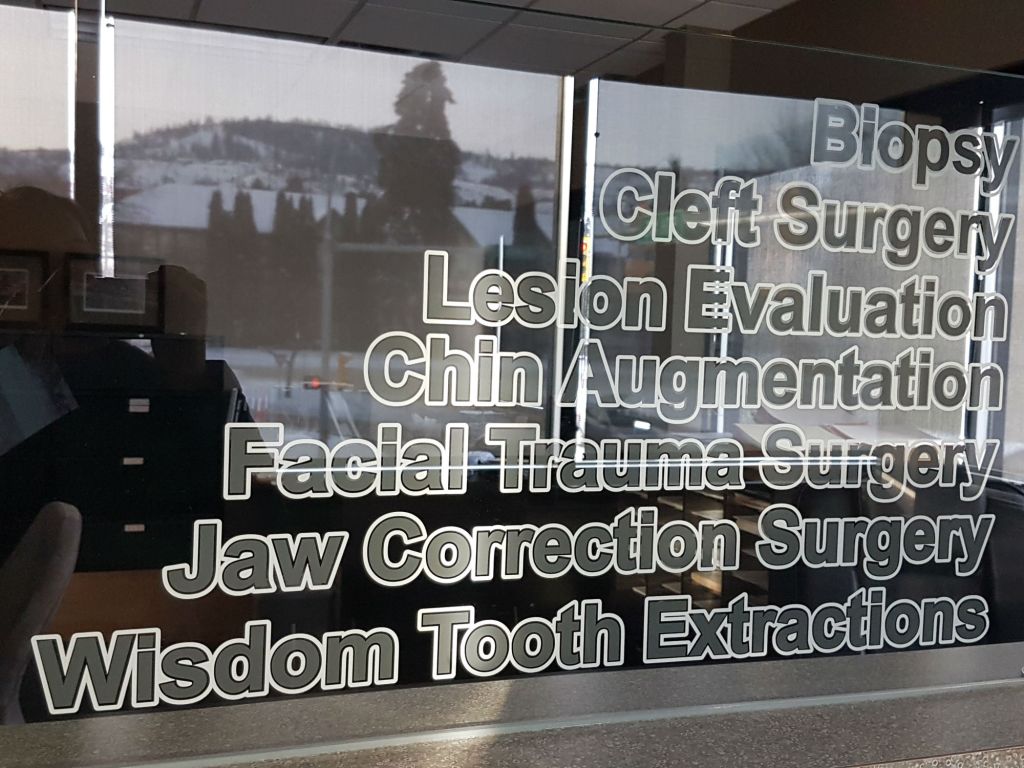 Biopsy
Cleft Surgery
Lesion Evaluation
Chin Augmentation
Facial Trauma Surgery
Jaw Correction Surgery
Wisdom Tooth Extractions